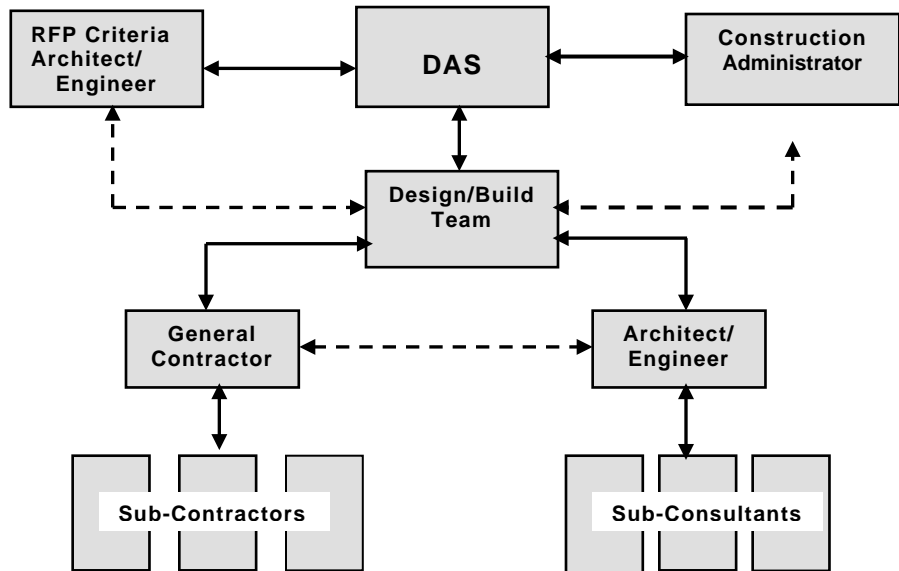 RFP Criteria
Architect/
Engineer
DAS
Construction
Administrator
Design/Build
Team
General
Contractor
Architect/
Engineer
Sub-Contractors
Sub-Consultants